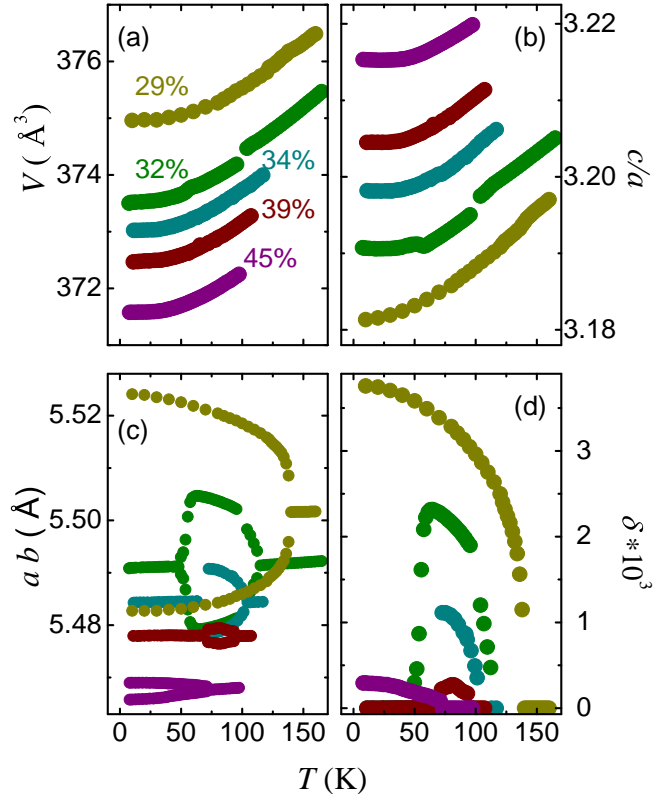 (a)
(b)
376
374
372
V ( Å³)
29%
32%
34%
39%
45%
3.22
3.20
3.18
c/a
(c)
(d)
5.52
5.50
5.48
a b ( Å)
3
2
1
0
δ*10³
0 50 100 150
0 50 100 150
T (K)